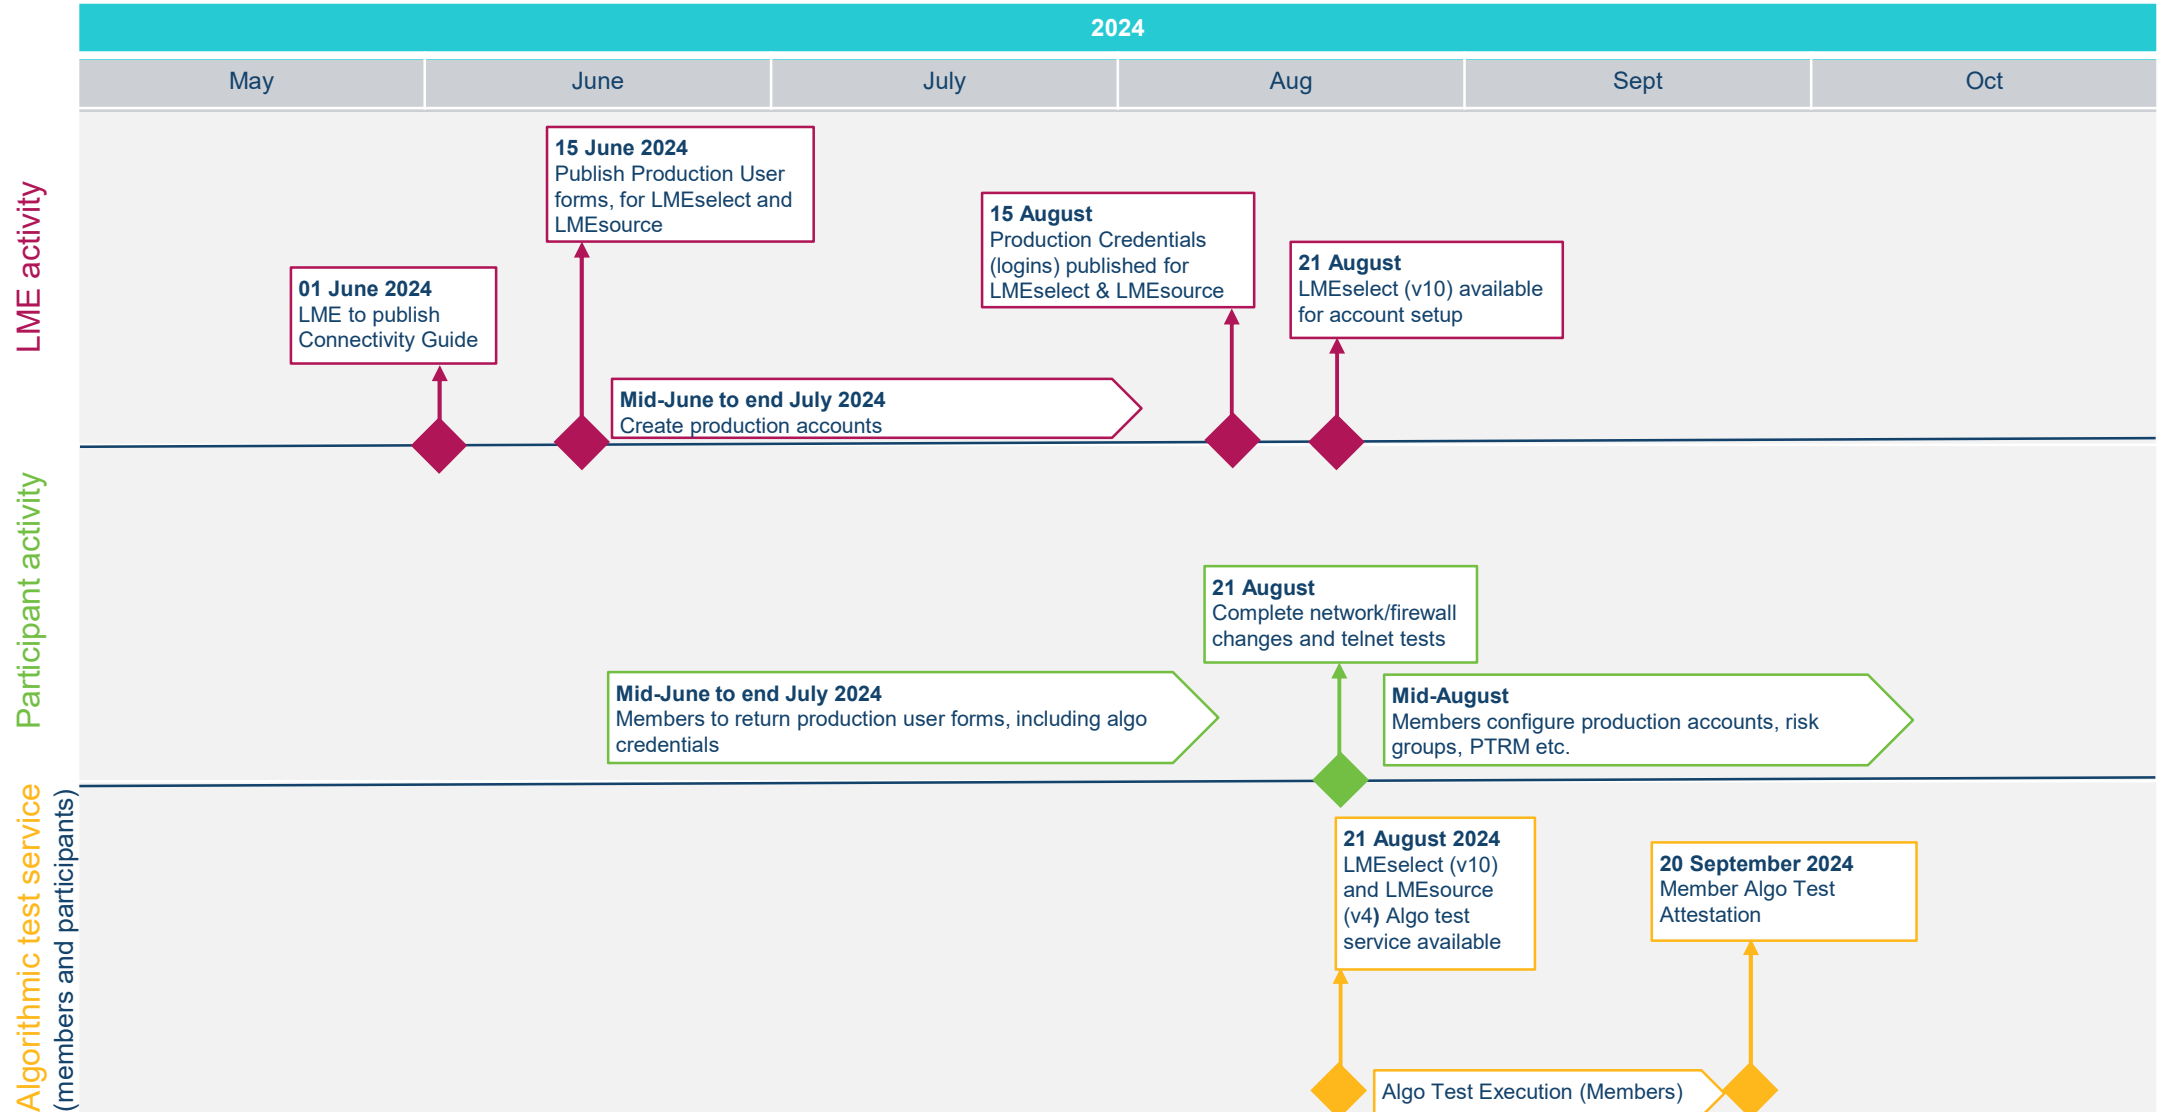 2024
May
June
July
Aug
Sept
Oct
LME activity
15 June 2024
Publish Production User
forms, for LMEselect and
LMEsource
01 June 2024
LME to publish
Connectivity Guide
15 August
Production Credentials
(logins) published for
LMEselect & LMEsource
21 August
LMEselect (v10) available
for account setup
Mid-June to end July 2024
Create production accounts
Participant activity
21 August
Complete network/firewall
changes and telnet tests
Mid-June to end July 2024
Members to return production user forms, including algo
credentials
Mid-August
Members configure production accounts, risk
groups, PTRM etc.
Algorithmic test service
(members and participants)
21 August 2024
LMEselect (v10)
and LMEsource
(v4) Algo test
service available
20 September 2024
Member Algo Test
Attestation
Algo Test Execution (Members)